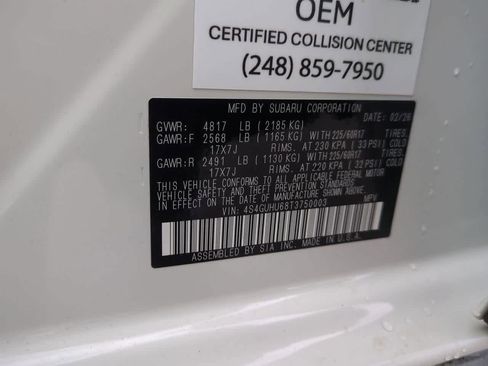 OEM
CERTIFIED COLLISION CENTER
(248) 859-7950
MFD BY SUBARU CORPORATION 02/26
GVWR: 4817 LB (2185 KG)
GAWR:F 2568 LB (1165 KG) WITH 225/60R17 TIRES.
17X7J RIMS. AT 230 KPA (33 PSI) COLD
GAWR:R 2491 LB (1130 KG) WITH 225/60R17 TIRES.
17X7J RIMS. AT 220 KPA (32 PSI) COLD
THIS VEHICLE CONFORMS TO ALL APPLICABLE FEDERAL MOTOR
VEHICLE SAFETY AND THEFT PREVENTION STANDARDS IN
EFFECT ON THE DATE OF MANUFACTURE SHOWN ABOVE.
VIN: 4S4GUHU68T3750003 MPV
ASSEMBLED BY SIA INC. MADE IN U.S.A.